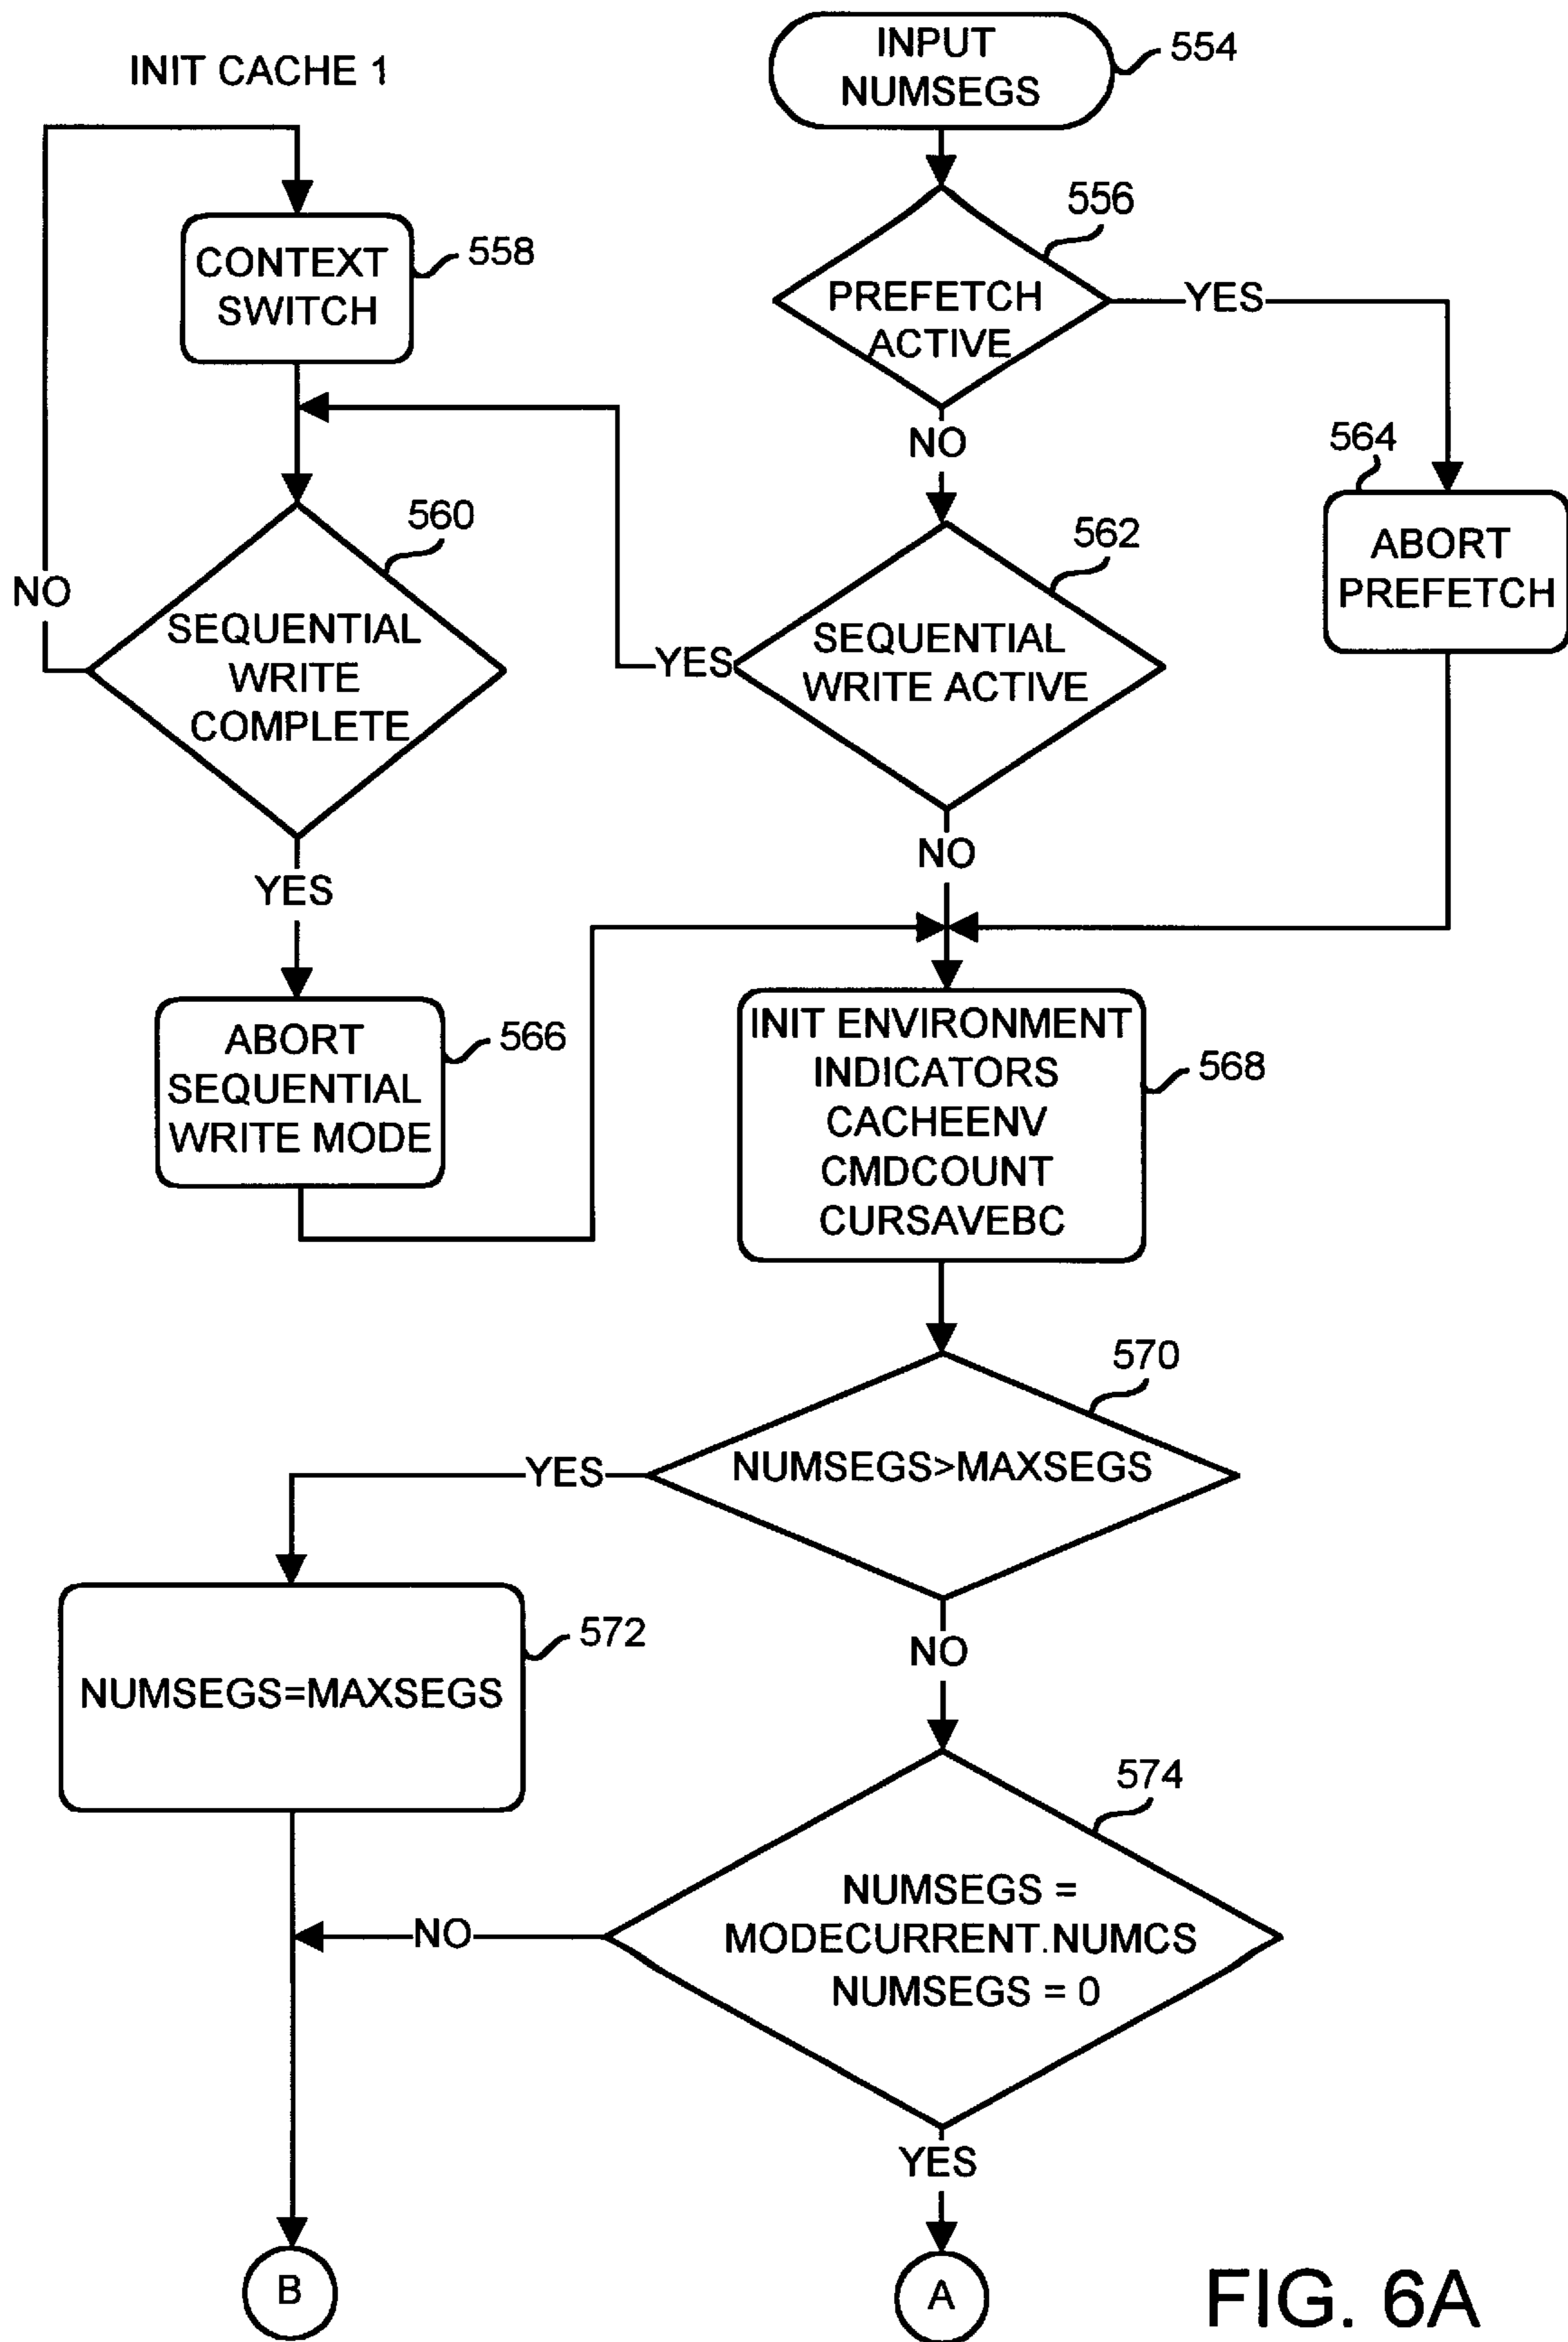 INIT CACHE 1
INPUT
NUMSEGS
554
556
PREFETCH
ACTIVE
YES
NO
CONTEXT
SWITCH
558
564
ABORT
PREFETCH
560
SEQUENTIAL
WRITE
COMPLETE
NO
YES
562
SEQUENTIAL
WRITE ACTIVE
YES
NO
ABORT
SEQUENTIAL
WRITE MODE
566
INIT ENVIRONMENT
INDICATORS
CACHEENV
CMDCOUNT
CURSAVEBC
568
570
NUMSEGS>MAXSEGS
YES
NO
NUMSEGS=MAXSEGS
572
574
NUMSEGS =
MODECURRENT.NUMCS
NUMSEGS = 0
NO
YES
B
A
FIG. 6A